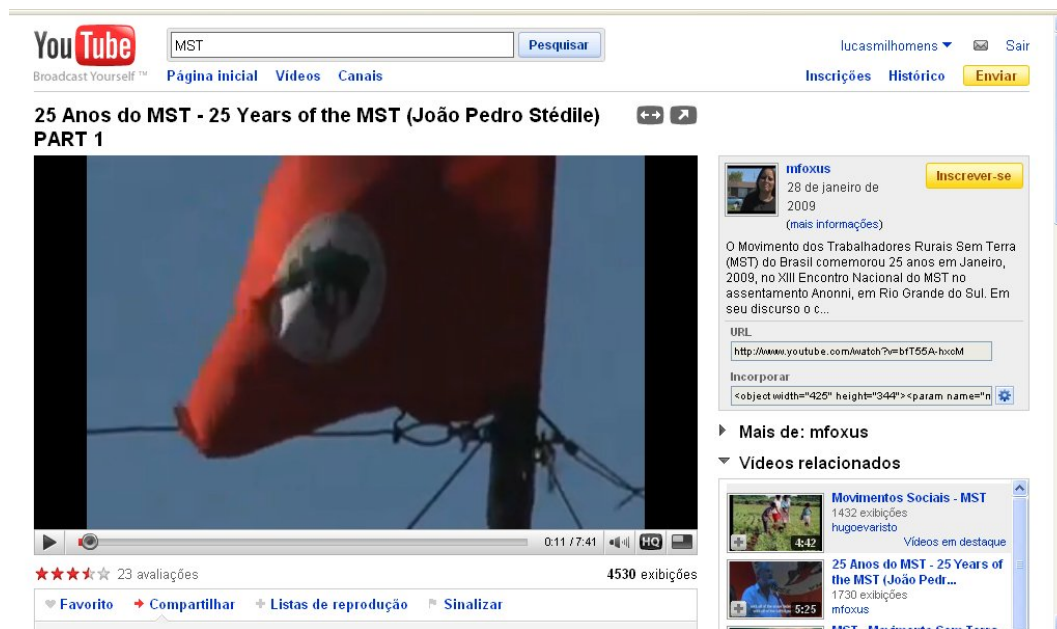 You Tube
Broadcast Yourself ™
MST
Pesquisar
lucasmilhomens
Sair
Página inicial Vídeos Canais
Inscrições Histórico Enviar
25 Anos do MST - 25 Years of the MST (João Pedro Stédile)
PART 1
mfoxus
28 de janeiro de
2009
(mais informações)
Inscrever-se
O Movimento dos Trabalhadores Rurais Sem Terra
(MST) do Brasil comemorou 25 anos em Janeiro,
2009, no XIII Encontro Nacional do MST no
assentamento Anonni, em Rio Grande do Sul. Em
seu discurso o c...
URL
http://www.youtube.com/watch?v=bfT55A-hxcM
Incorporar
<object width="425" height="344"><param name="n
Mais de: mfoxus
Vídeos relacionados
Movimentos Sociais - MST
1432 exibições
hugoevaristo
Vídeos em destaque
4:42
25 Anos do MST - 25 Years of
the MST (João Pedr...
1730 exibições
mfoxus
5:25
MST - Movimento Sem Terra
0:11 / 7:41
HQ
23 avaliações
4530 exibições
Favorito Compartilhar Listas de reprodução Sinalizar